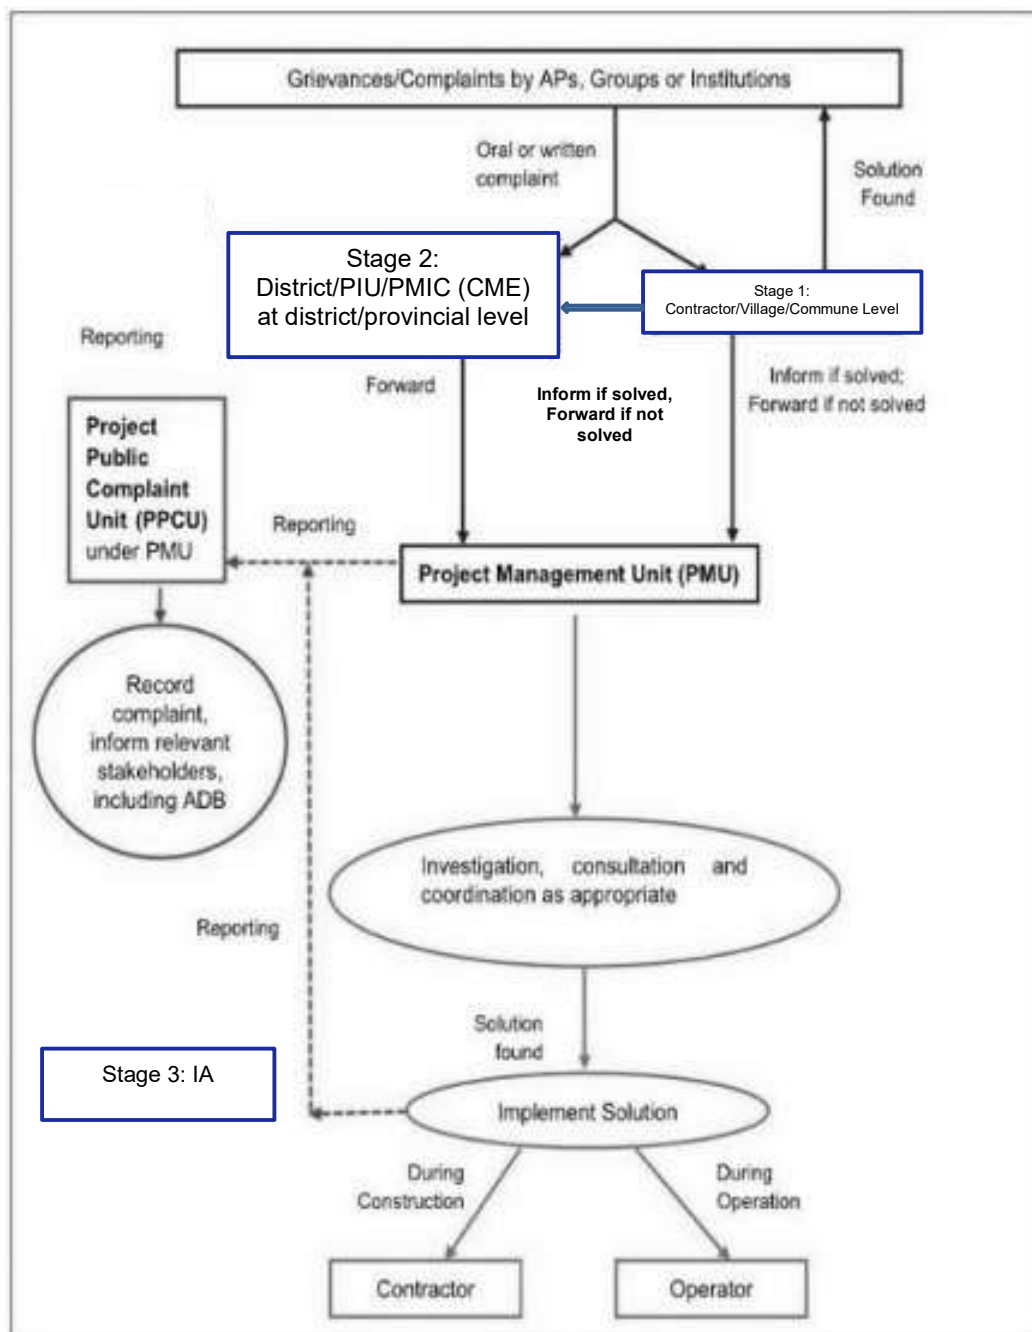 Grievances/Complaints by APs, Groups or Institutions
Oral or written
complaint
Solution
Found
Stage 2:
District/PIU/PMIC (CME)
at district/provincial level
Stage 1:
Contractor/Village/Commune Level
Reporting
Forward
Inform if solved,
Forward if not
solved
Inform if solved;
Forward if not solved
Project
Public
Complaint
Unit (PPCU)
under PMU
Reporting
Project Management Unit (PMU)
Record
complaint,
inform relevant
stakeholders,
including ADB
Investigation, consultation and
coordination as appropriate
Reporting
Solution
found
Stage 3: IA
Implement Solution
During
Construction
During
Operation
Contractor
Operator